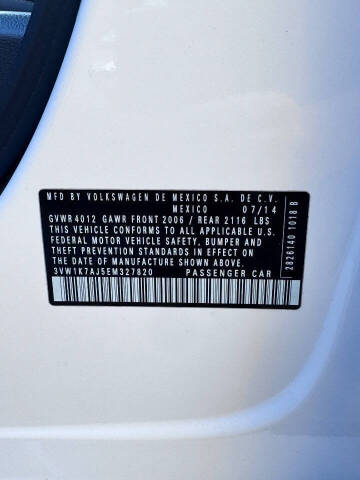 MFD BY VOLKSWAGEN DE MEXICO S.A. DE C.V.
MEXICO 07/14
GVWR 4012 GAWR FRONT 2006 / REAR 2116 LBS
THIS VEHICLE CONFORMS TO ALL APPLICABLE U.S.
FEDERAL MOTOR VEHICLE SAFETY, BUMPER AND
THEFT PREVENTION STANDARDS IN EFFECT ON
THE DATE OF MANUFACTURE SHOWN ABOVE.
3VW1K7AJ5EM327820 PASSENGER CAR
2826140 1018 B